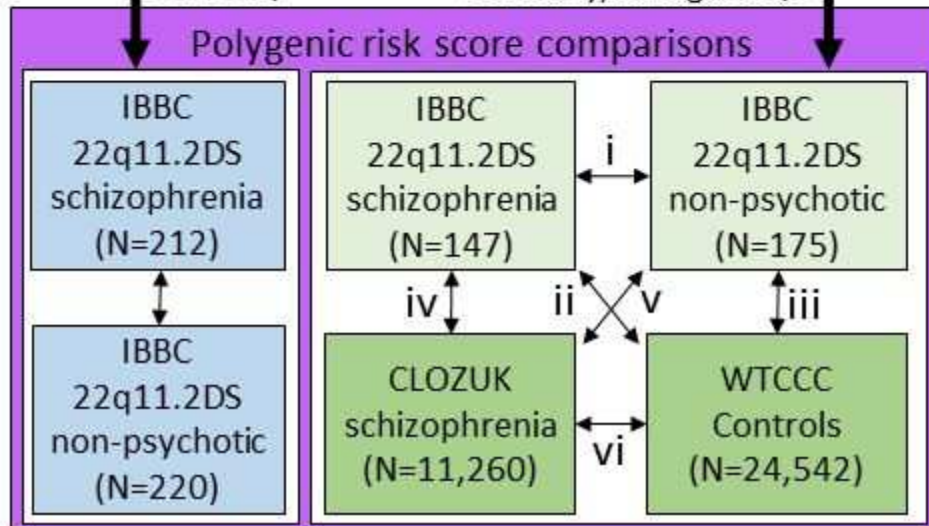 Polygenic risk score comparisons
IBBC
22q11.2DS
schizophrenia
(N=212)
IBBC
22q11.2DS
non-psychotic
(N=220)
IBBC
22q11.2DS
schizophrenia
(N=147)
i
IBBC
22q11.2DS
non-psychotic
(N=175)
iv
ii
v
iii
CLOZUK
schizophrenia
(N=11,260)
vi
WTCCC
Controls
(N=24,542)